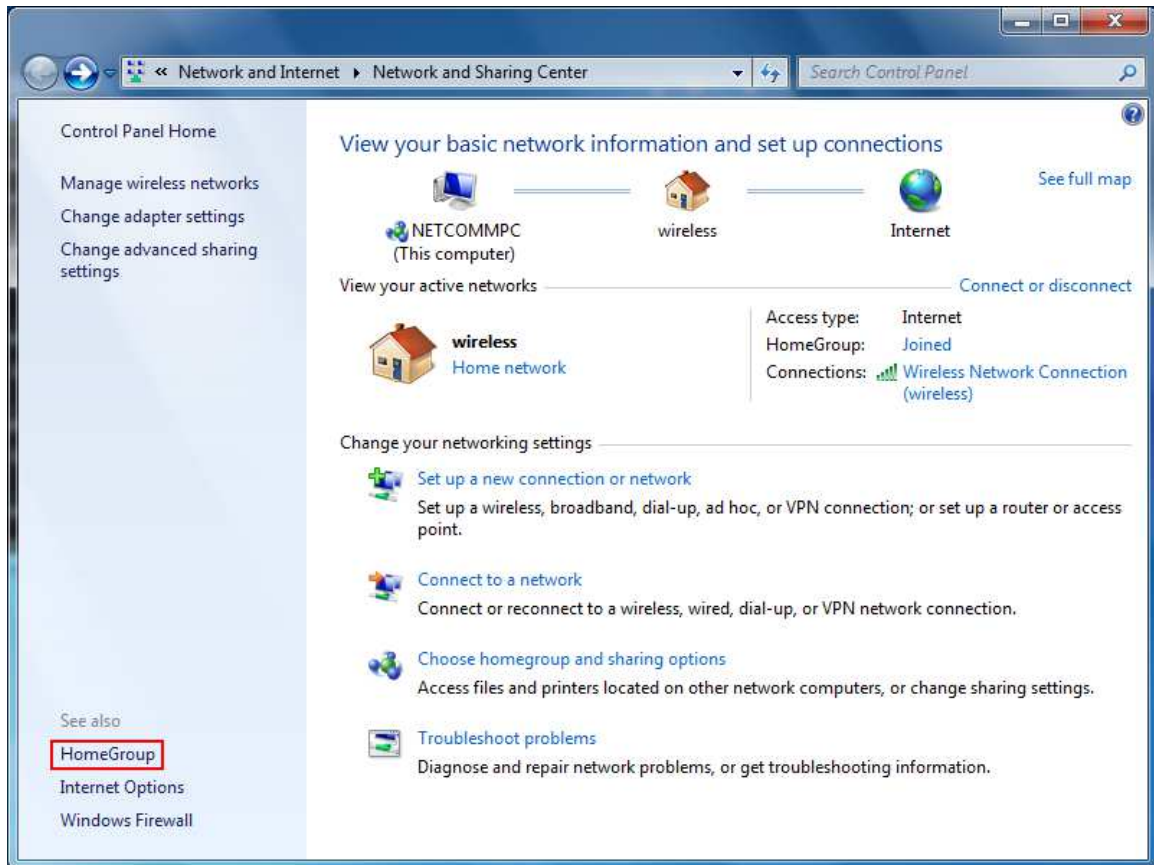 « Network and Internet ▸ Network and Sharing Center
Search Control Panel
Control Panel Home
Manage wireless networks
Change adapter settings
Change advanced sharing
settings
See also
HomeGroup
Internet Options
Windows Firewall
View your basic network information and set up connections
See full map
NETCOMMPC
(This computer)
wireless
Internet
View your active networks
Connect or disconnect
wireless
Home network
Access type: Internet
HomeGroup: Joined
Connections: Wireless Network Connection
(wireless)
Change your networking settings
Set up a new connection or network
Set up a wireless, broadband, dial-up, ad hoc, or VPN connection; or set up a router or access
point.
Connect to a network
Connect or reconnect to a wireless, wired, dial-up, or VPN network connection.
Choose homegroup and sharing options
Access files and printers located on other network computers, or change sharing settings.
Troubleshoot problems
Diagnose and repair network problems, or get troubleshooting information.